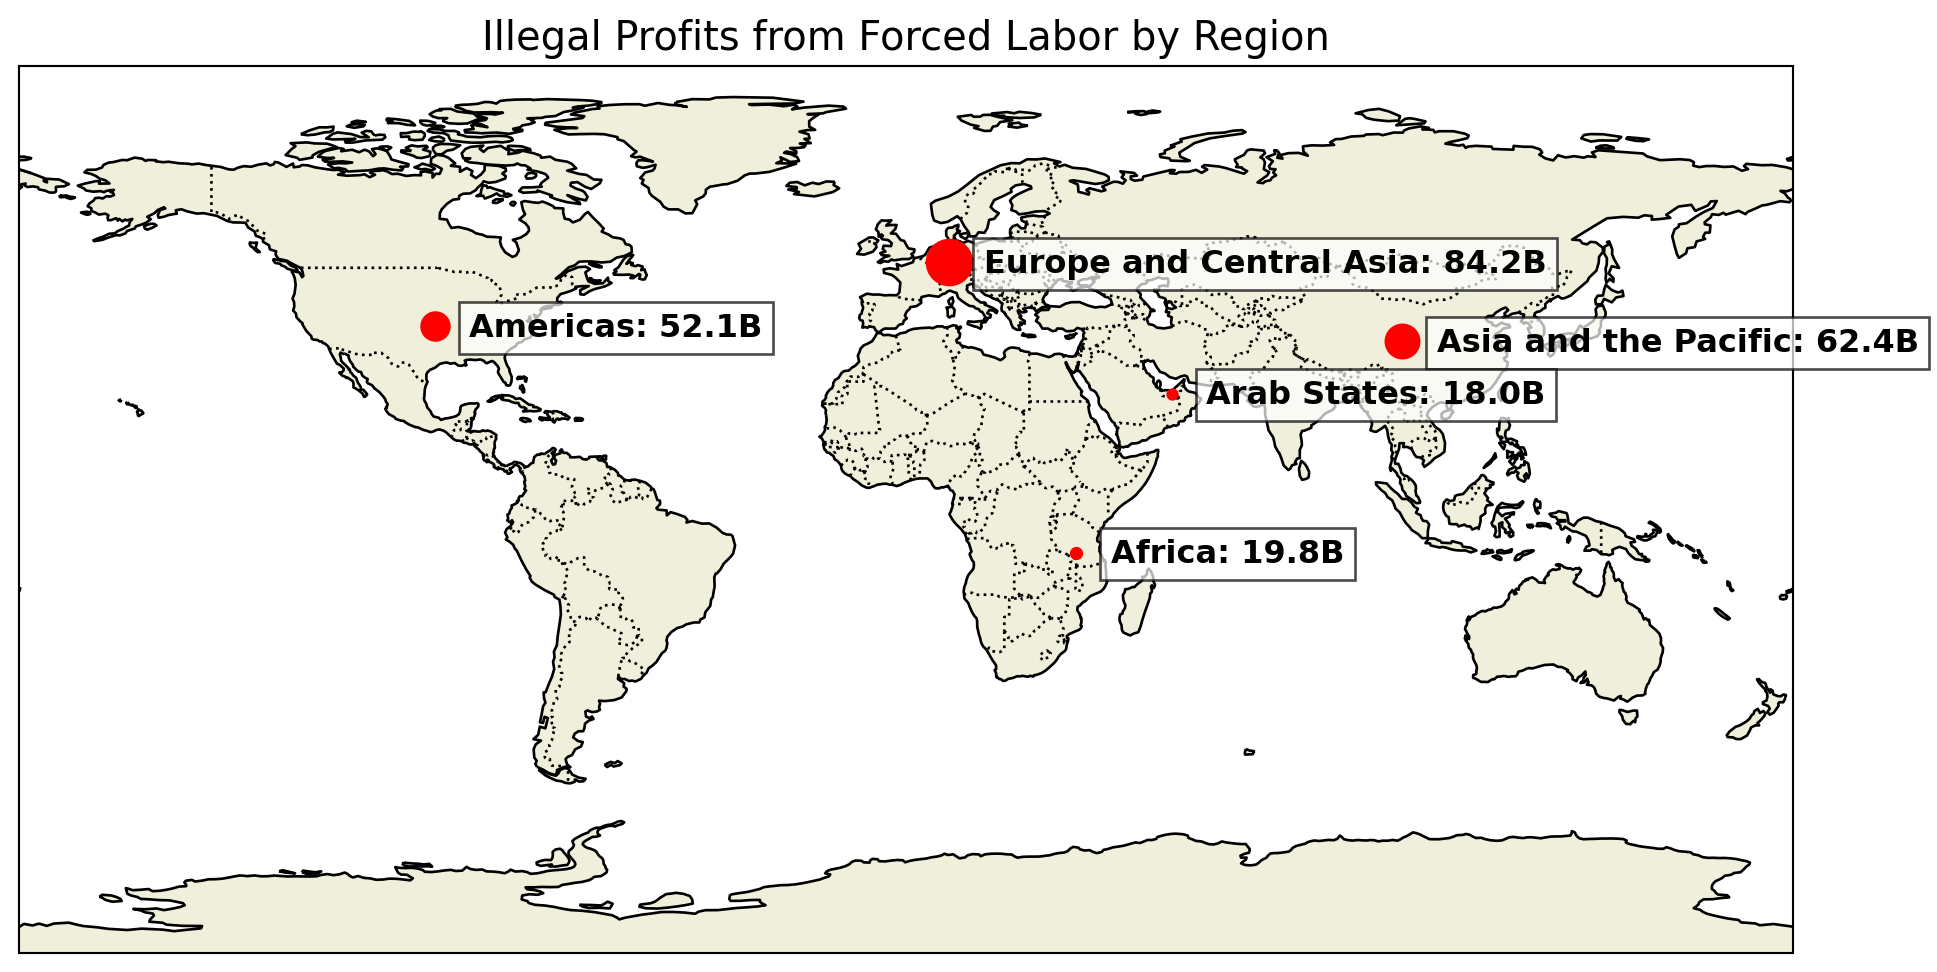 Illegal Profits from Forced Labor by Region
Europe and Central Asia: 84.2B
Americas: 52.1B
Asia and the Pacific: 62.4B
Arab States: 18.0B
Africa: 19.8B